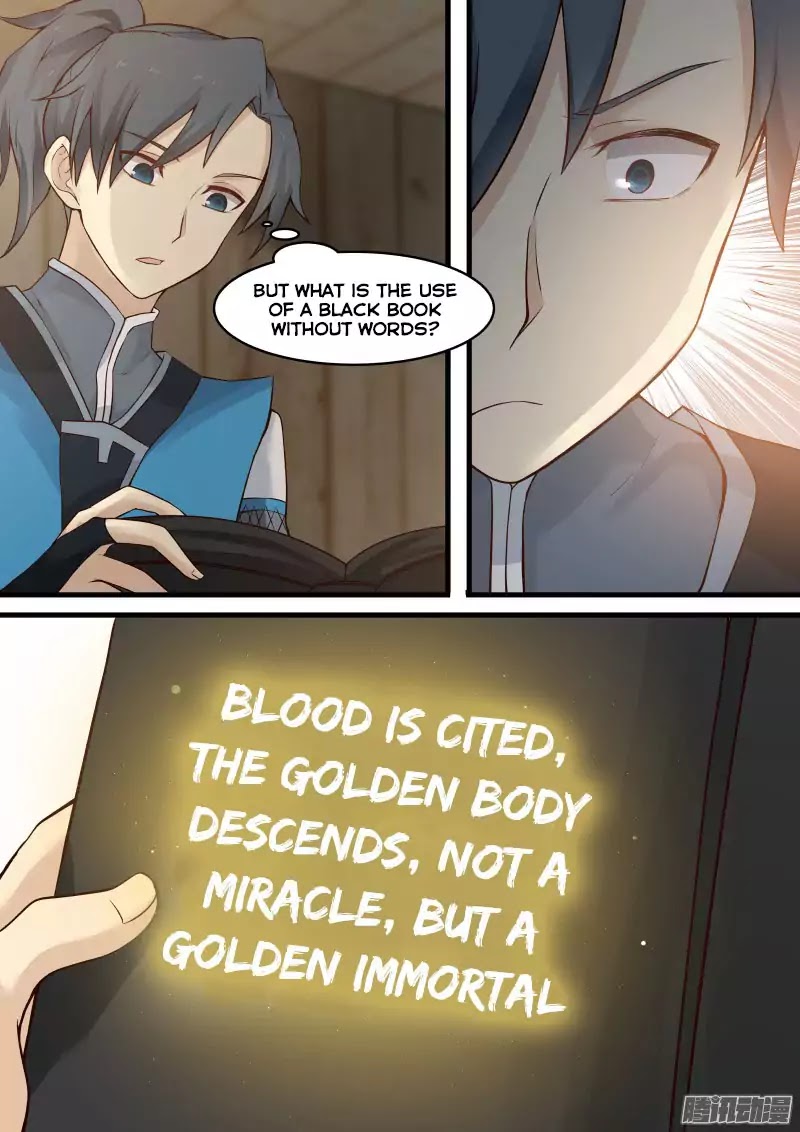 BUT WHAT IS THE USE
OF A BLACK BOOK
WITHOUT WORDS?
BLOOD IS CITED,
THE GOLDEN BODY
DESCENDS, NOT A
MIRACLE, BUT A
GOLDEN IMMORTAL
腾讯动漫